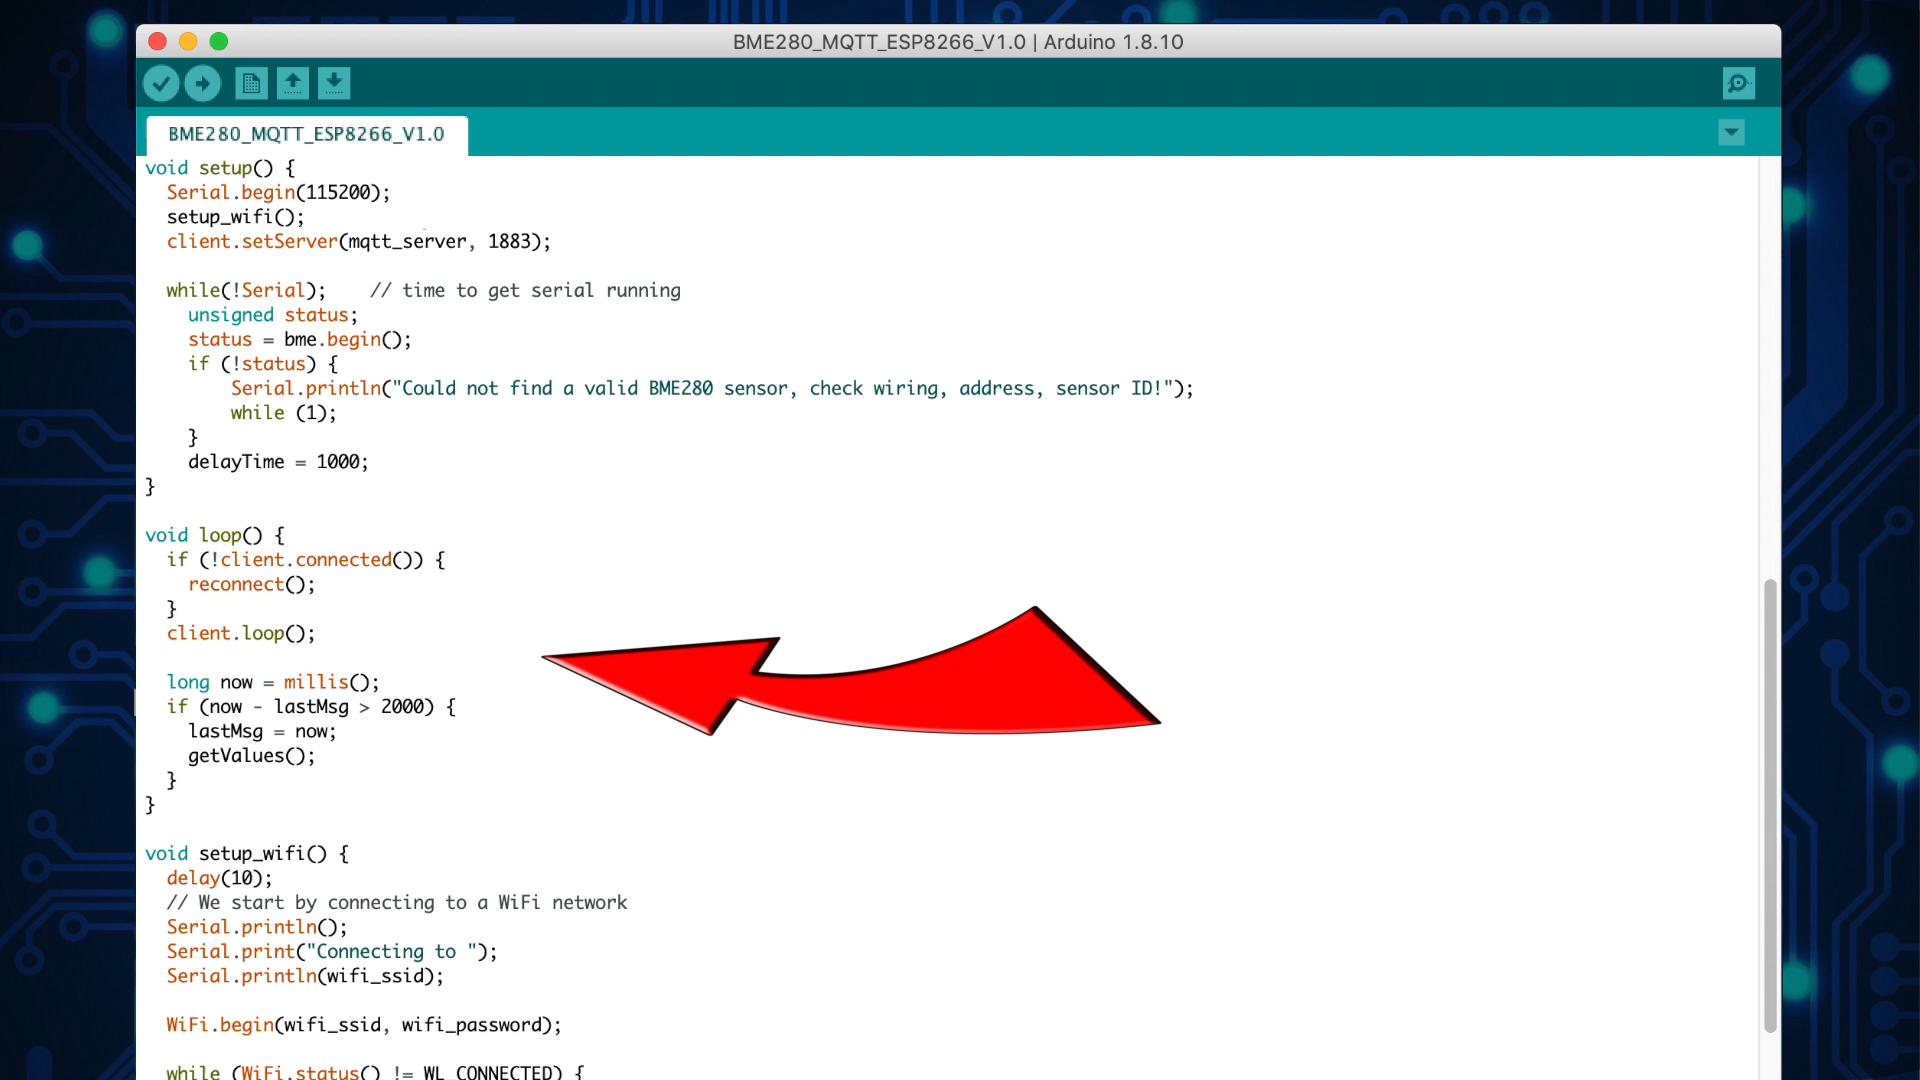 BME280_MQTT_ESP8266_V1.0 | Arduino 1.8.10
BME280_MQTT_ESP8266_V1.0
void setup() {
  Serial.begin(115200);
  setup_wifi();
  client.setServer(mqtt_server, 1883);

  while(!Serial);    // time to get serial running
    unsigned status;
    status = bme.begin();
    if (!status) {
        Serial.println("Could not find a valid BME280 sensor, check wiring, address, sensor ID!");
        while (1);
    }
    delayTime = 1000;
}

void loop() {
  if (!client.connected()) {
    reconnect();
  }
  client.loop();

  long now = millis();
  if (now - lastMsg > 2000) {
    lastMsg = now;
    getValues();
  }
}

void setup_wifi() {
  delay(10);
  // We start by connecting to a WiFi network
  Serial.println();
  Serial.print("Connecting to ");
  Serial.println(wifi_ssid);

  WiFi.begin(wifi_ssid, wifi_password);

  while (WiFi.status() != WL_CONNECTED) {